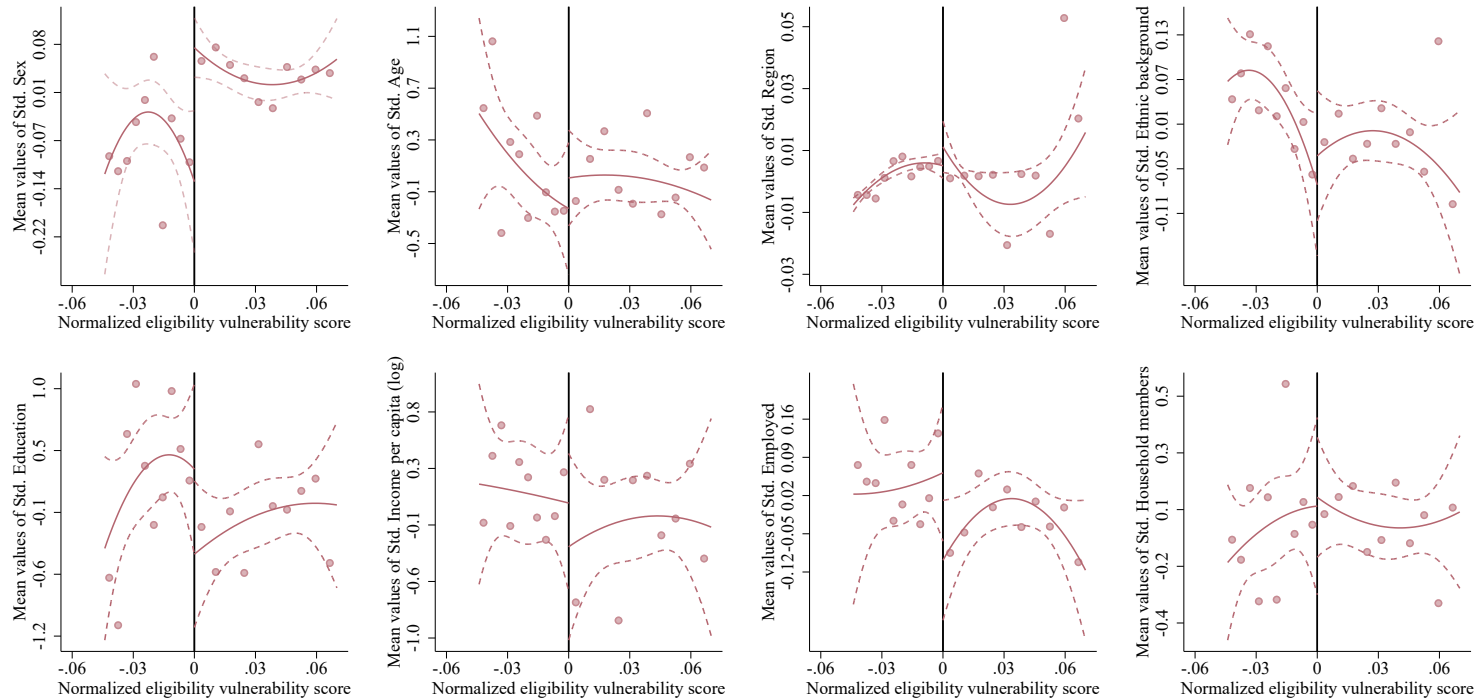 Mean values of Std. Sex
0.08
0.01
-0.07
-0.14
-0.22
-.06 -.03 0 .03 .06
Normalized eligibility vulnerability score
Mean values of Std. Age
1.1
0.7
0.3
-0.1
-0.5
-.06 -.03 0 .03 .06
Normalized eligibility vulnerability score
Mean values of Std. Region
0.05
0.03
0.01
-0.01
-0.03
-.06 -.03 0 .03 .06
Normalized eligibility vulnerability score
Mean values of Std. Ethnic background
0.13
0.07
0.01
-0.05
-0.11
-.06 -.03 0 .03 .06
Normalized eligibility vulnerability score
Mean values of Std. Education
1.0
0.5
-0.1
-0.6
-1.2
-.06 -.03 0 .03 .06
Normalized eligibility vulnerability score
Mean values of Std. Income per capita (log)
0.8
0.3
-0.1
-0.6
-1.0
-.06 -.03 0 .03 .06
Normalized eligibility vulnerability score
Mean values of Std. Employed
0.16
0.09
0.02
-0.05
-0.12
-0.12
-.06 -.03 0 .03 .06
Normalized eligibility vulnerability score
Mean values of Std. Household members
0.5
0.3
0.1
-0.2
-0.4
-.06 -.03 0 .03 .06
Normalized eligibility vulnerability score